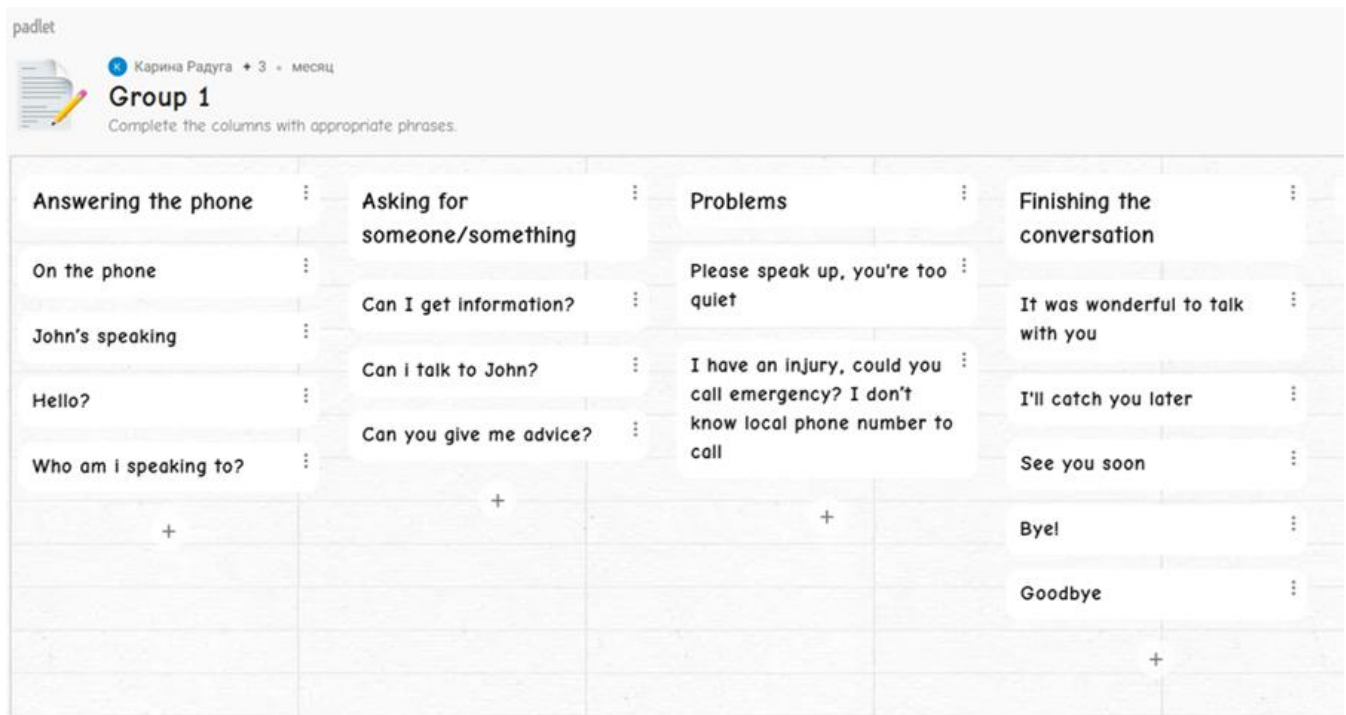 padlet
Карина Радуга + 3 • месяц
Group 1
Complete the columns with appropriate phrases.
Answering the phone
On the phone
John's speaking
Hello?
Who am i speaking to?
Asking for
someone/something
Can I get information?
Can i talk to John?
Can you give me advice?
Problems
Please speak up, you're too
quiet
I have an injury, could you
call emergency? I don't
know local phone number to
call
Finishing the
conversation
It was wonderful to talk
with you
I'll catch you later
See you soon
Bye!
Goodbye